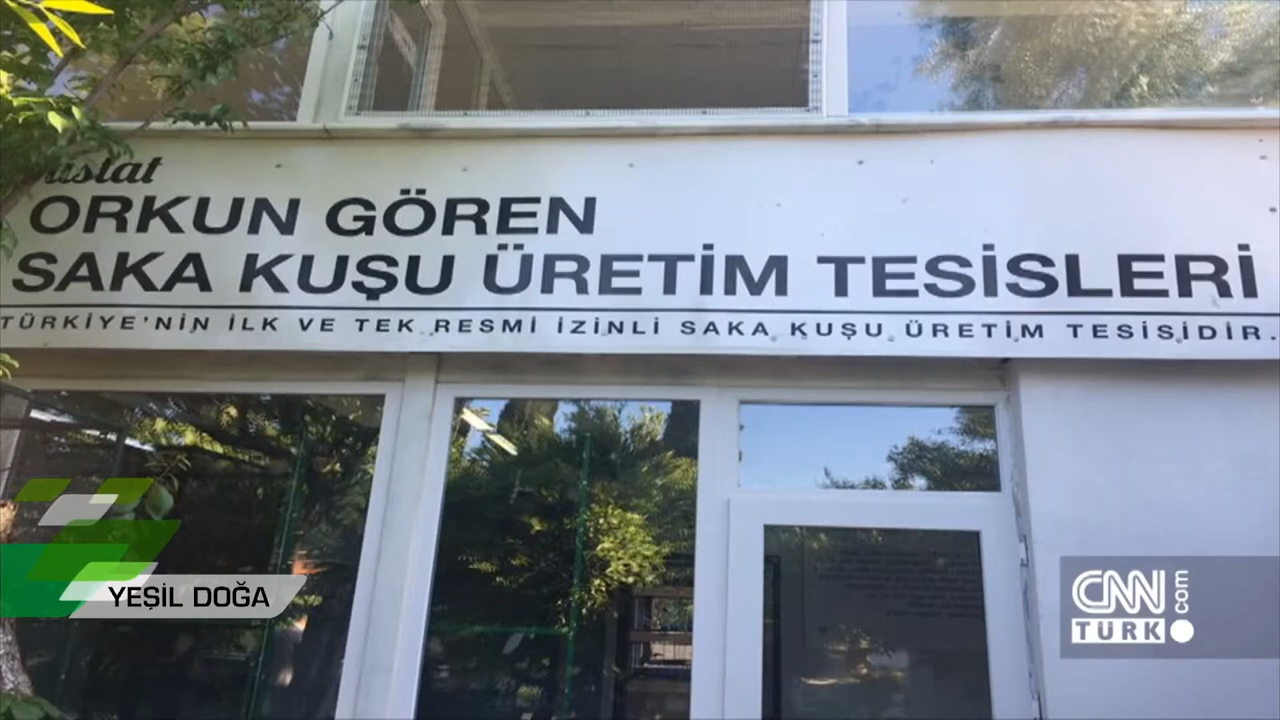 ORKUN GÖREN
SAKA KUŞU ÜRETİM TESİSLERİ
TÜRKİYE'NİN İLK VE TEK RESMİ İZİNLİ SAKA KUŞU ÜRETİM TESİSİDİR.
YEŞİL DOĞA
CNN
TURK
.com